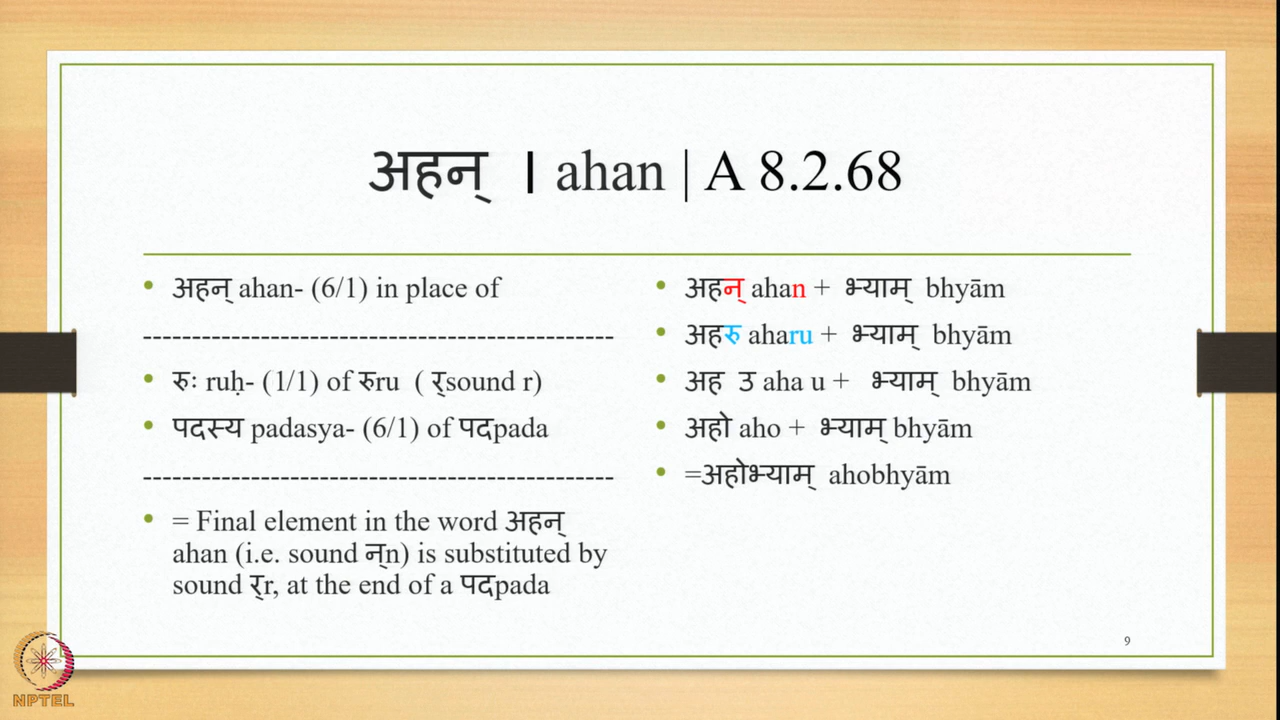 अहन् । ahan | A 8.2.68
• अहन् ahan- (6/1) in place of
---------------------------------------------
• रुः ruḥ- (1/1) of रुru ( र्sound r)
• पदस्य padasya- (6/1) of पदpada
---------------------------------------------
• = Final element in the word अहन्
ahan (i.e. sound न्n) is substituted by
sound र्r, at the end of a पदpada
• अहन् ahan + भ्याम् bhyām
• अहरु aharu + भ्याम् bhyām
• अह उ aha u + भ्याम् bhyām
• अहो aho + भ्याम् bhyām
• =अहोभ्याम् ahobhyām
9
NPTEL